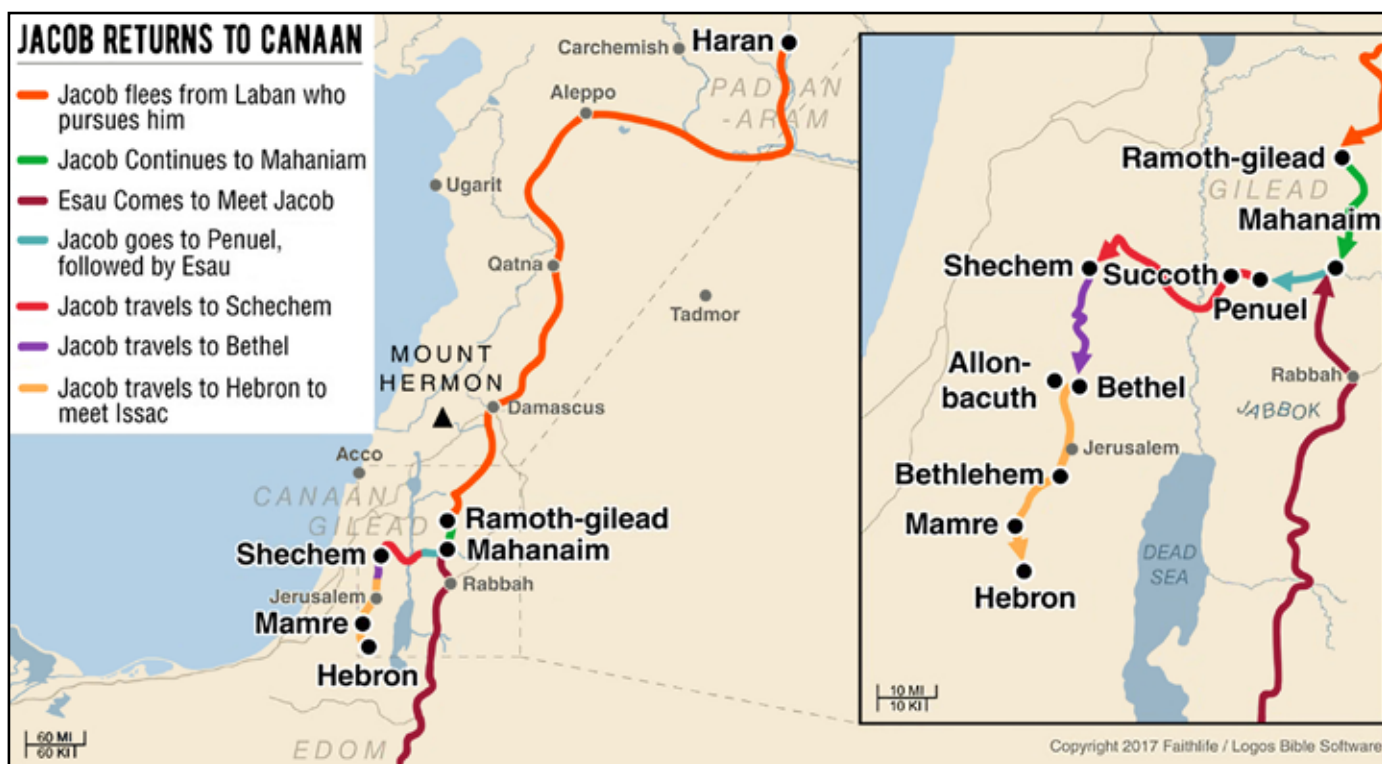 JACOB RETURNS TO CANAAN
Jacob flees from Laban who
pursues him
Jacob Continues to Mahaniam
Esau Comes to Meet Jacob
Jacob goes to Penuel,
followed by Esau
Jacob travels to Schechem
Jacob travels to Bethel
Jacob travels to Hebron to
meet Issac
Carchemish
Haran
PADDAN
-ARAM
Aleppo
Ugarit
Qatna
Tadmor
MOUNT
HERMON
Damascus
Acco
CANAAN
GILEAD
Ramoth-gilead
Mahanaim
Shechem
Rabbah
Jerusalem
Mamre
Hebron
EDOM
60 MI
60 KI
Ramoth-gilead
GILEAD
Mahanaim
Shechem
Succoth
Penuel
Allon-
bacuth
Bethel
Rabbah
JABBOK
Jerusalem
Bethlehem
Mamre
DEAD
SEA
Hebron
10 MI
10 KI
Copyright 2017 Faithlife / Logos Bible Software